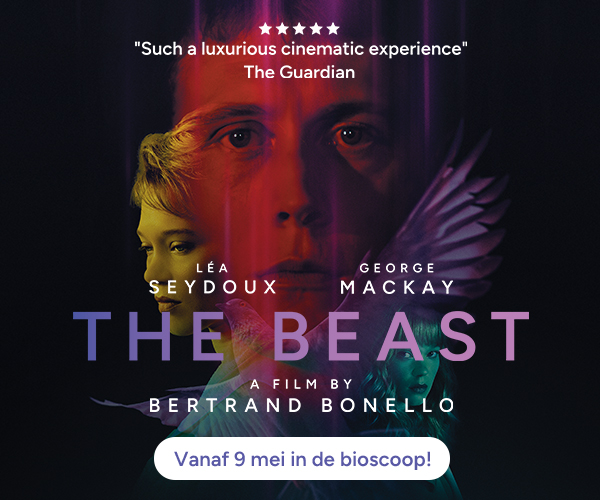 "Such a luxurious cinematic experience"
The Guardian
LÉA
SEYDOUX
GEORGE
MACKAY
THE BEAST
A FILM BY
BERTRAND BONELLO
Vanaf 9 mei in de bioscoop!